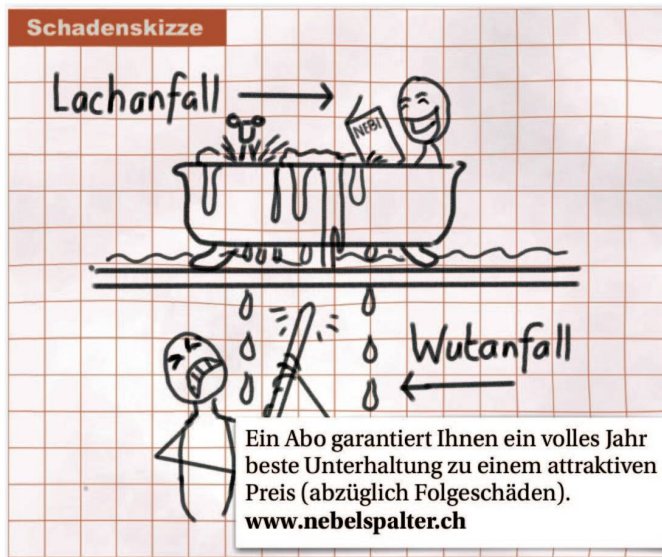 Schadenskizze
Lachanfall
NEBI
Wutanfall
Ein Abo garantiert Ihnen ein volles Jahr
beste Unterhaltung zu einem attraktiven
Preis (abzüglich Folgeschäden).
www.nebelspalter.ch